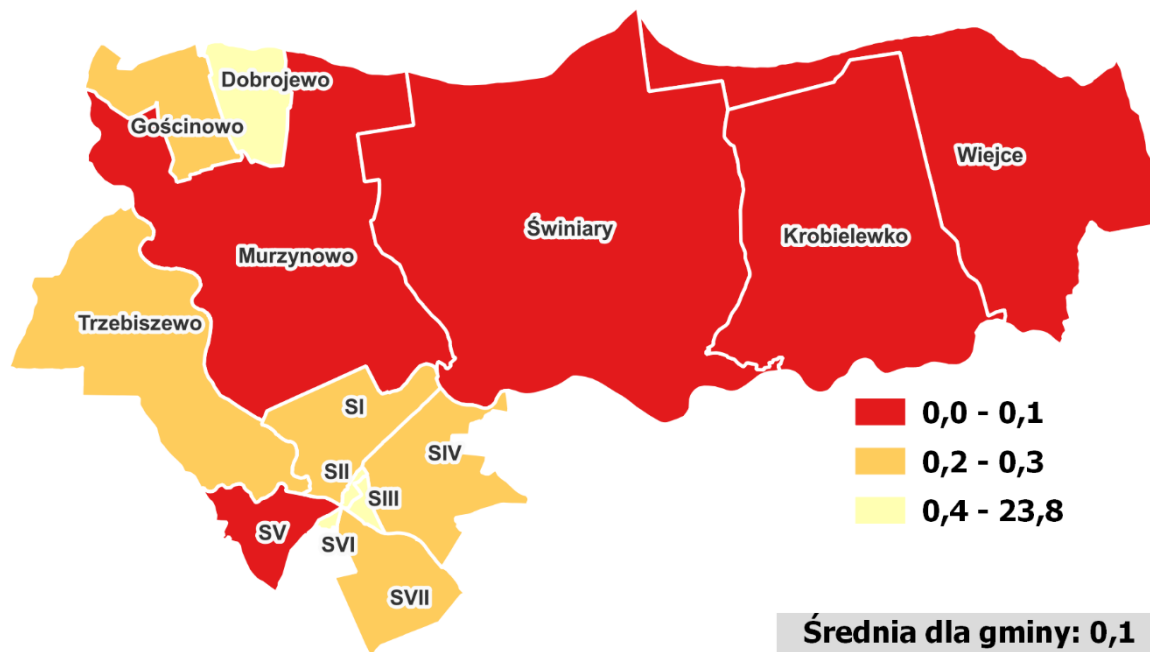 Dobrojewo
Gościnowo
Wiejce
Świniary
Krobielewko
Murzynowo
Trzebiszewo
SI
SIV
SII
SIII
SV
SVI
SVII
0,0 - 0,1
0,2 - 0,3
0,4 - 23,8
Średnia dla gminy: 0,1